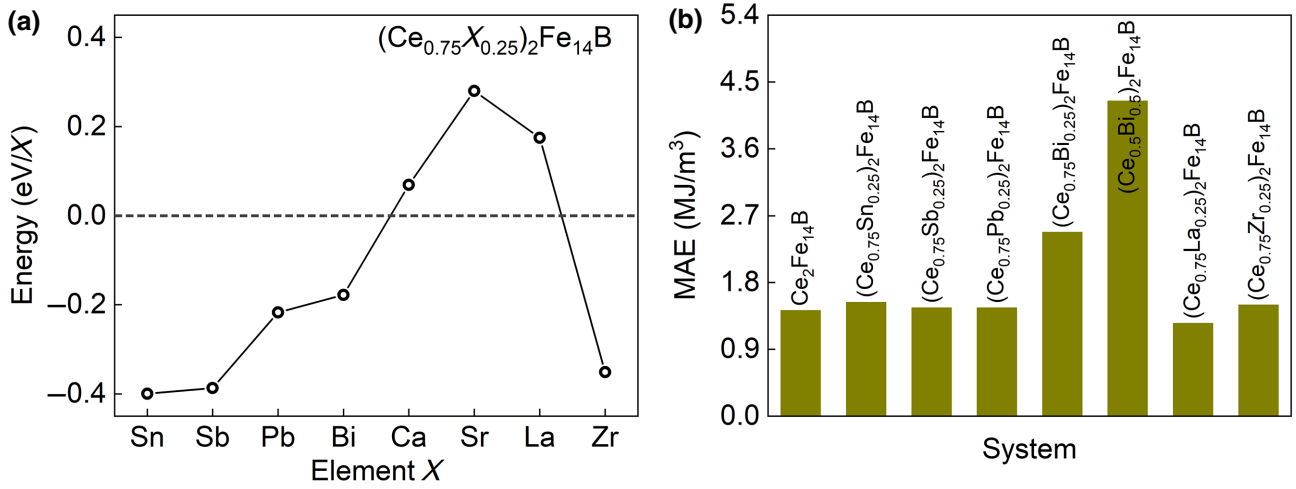 (a)
(Ce0.75X0.25)2Fe14B
Energy (eV/X)
0.4
0.2
0.0
−0.2
−0.4
Sn Sb Pb Bi Ca Sr La Zr
Element X
(b)
MAE (MJ/m3)
5.4
4.5
3.6
2.7
1.8
0.9
0.0
Ce2Fe14B
(Ce0.75Sn0.25)2Fe14B
(Ce0.75Sb0.25)2Fe14B
(Ce0.75Pb0.25)2Fe14B
(Ce0.75Bi0.25)2Fe14B
(Ce0.5Bi0.5)2Fe14B
(Ce0.75La0.25)2Fe14B
(Ce0.75Zr0.25)2Fe14B
System